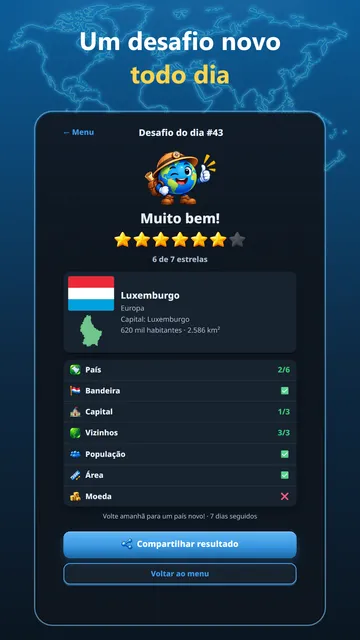 Um desafio novo
todo dia
← Menu
Desafio do dia #43
Muito bem!
6 de 7 estrelas
Luxemburgo
Europa
Capital: Luxemburgo
620 mil habitantes · 2.586 km²
País 2/6
Bandeira
Capital 1/3
Vizinhos 3/3
População
Área
Moeda
Volte amanhã para um país novo! · 7 dias seguidos
Compartilhar resultado
Voltar ao menu